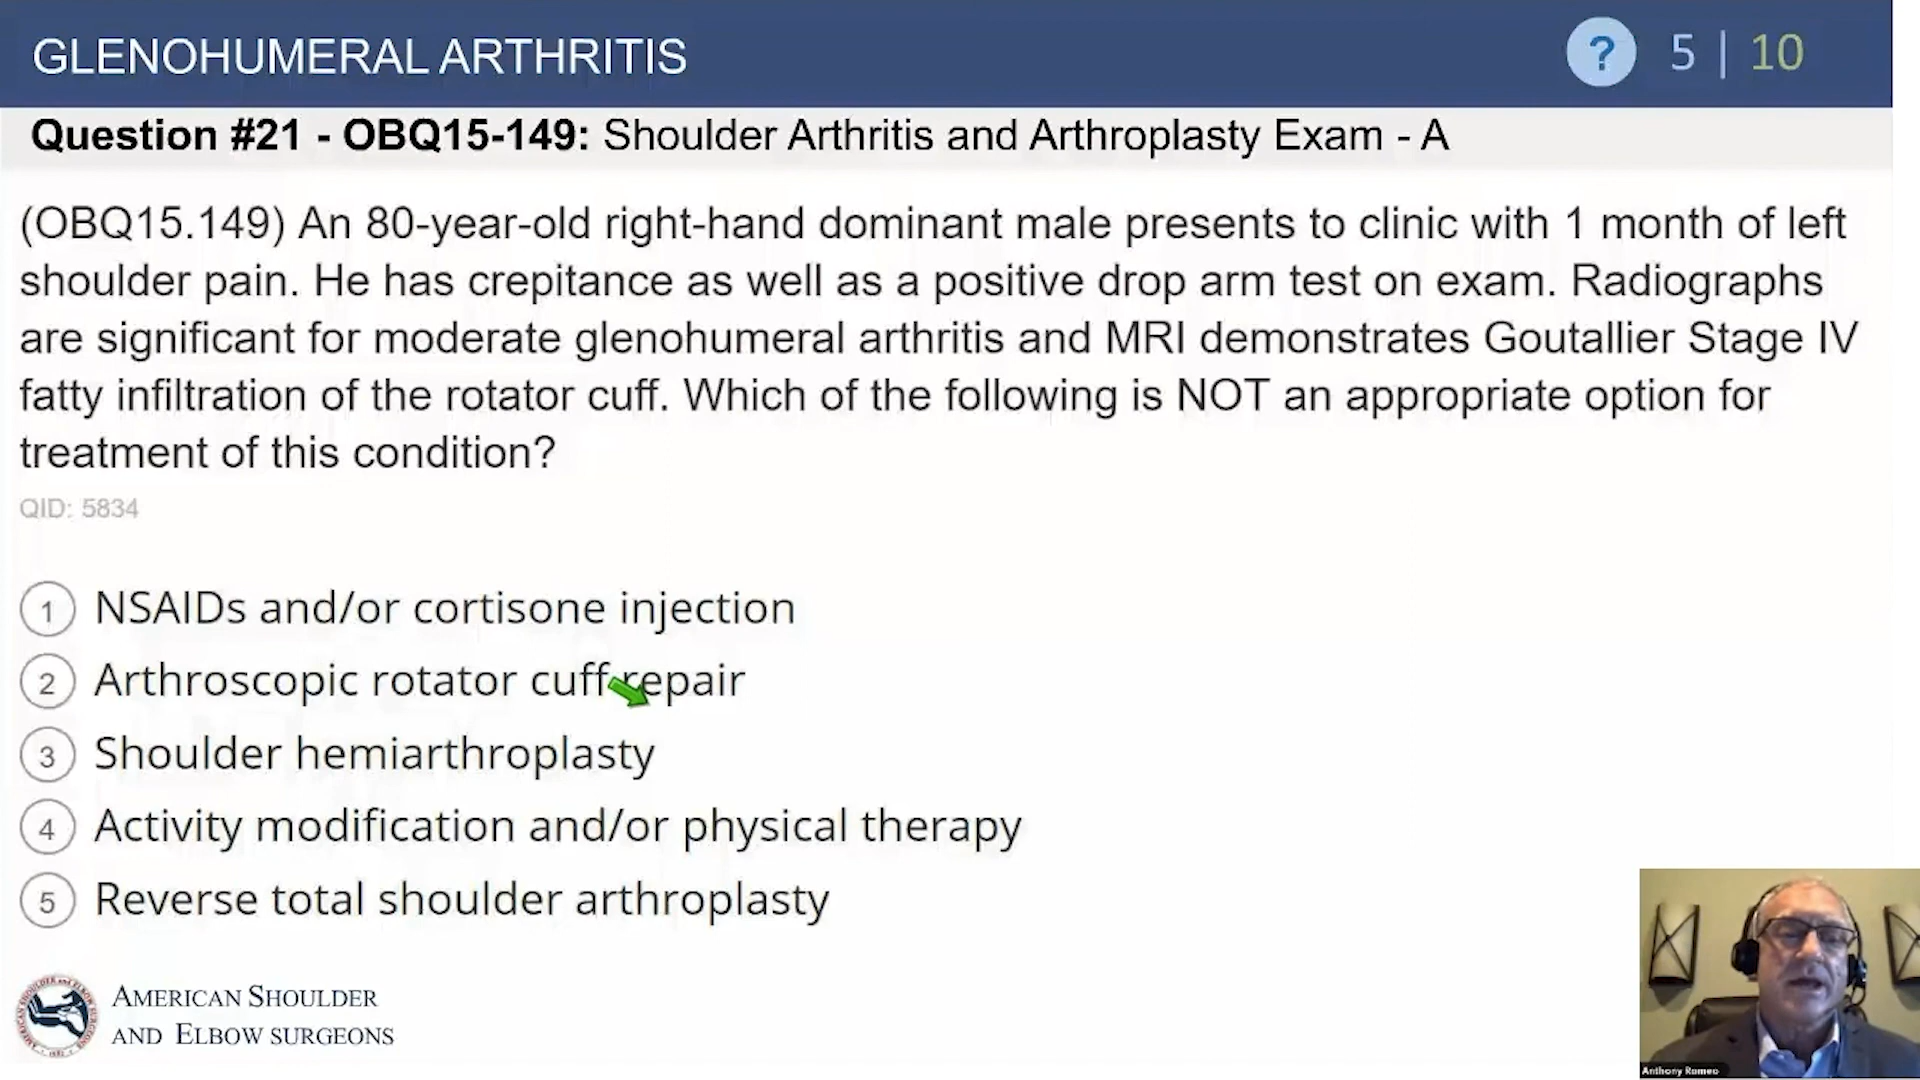 GLENOHUMERAL ARTHRITIS
? 5 | 10
Question #21 - OBQ15-149: Shoulder Arthritis and Arthroplasty Exam - A
(OBQ15.149) An 80-year-old right-hand dominant male presents to clinic with 1 month of left
shoulder pain. He has crepitance as well as a positive drop arm test on exam. Radiographs
are significant for moderate glenohumeral arthritis and MRI demonstrates Goutallier Stage IV
fatty infiltration of the rotator cuff. Which of the following is NOT an appropriate option for
treatment of this condition?
QID: 5834
1 NSAIDs and/or cortisone injection
2 Arthroscopic rotator cuff repair
3 Shoulder hemiarthroplasty
4 Activity modification and/or physical therapy
5 Reverse total shoulder arthroplasty
AMERICAN SHOULDER
AND ELBOW SURGEONS
Anthony Romeo